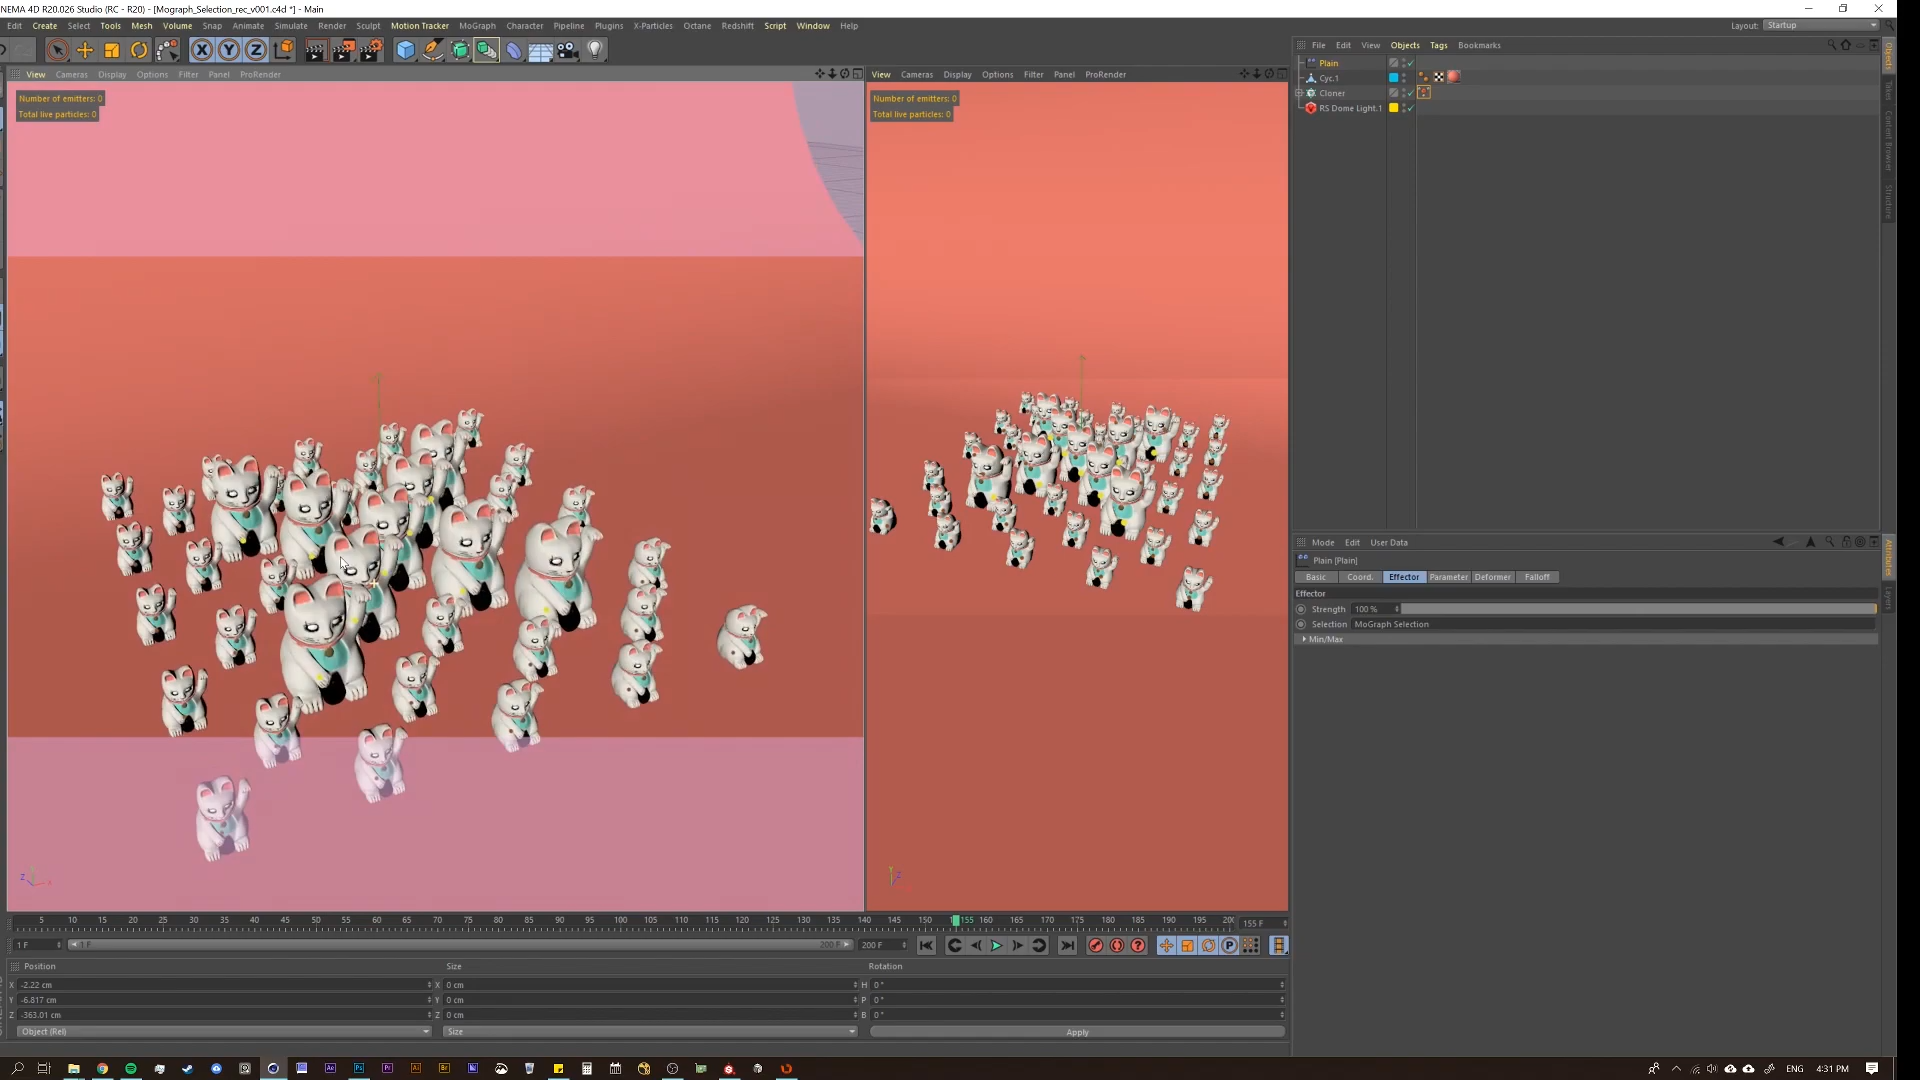 NEMA 4D R20.026 Studio (RC - R20) - [Mograph_Selection_rec_v001.c4d *] - Main
Edit Create Select Tools Mesh Volume Snap Animate Simulate Render Sculpt Motion Tracker MoGraph Character Pipeline Plugins X-Particles Octane Redshift Script Window Help
Layout: Startup
X Y Z
File Edit View Objects Tags Bookmarks
Plain
Cyc.1
Cloner
RS Dome Light.1
Objects
Takes
Content Browser
Structure
View Cameras Display Options Filter Panel ProRender
Number of emitters: 0
Total live particles: 0
View Cameras Display Options Filter Panel ProRender
Number of emitters: 0
Total live particles: 0
Mode Edit User Data
Plain [Plain]
Basic Coord. Effector Parameter Deformer Falloff
Effector
Strength 100 %
Selection MoGraph Selection
Min/Max
Attributes
Layers
5 10 15 20 25 30 35 40 45 50 55 60 65 70 75 80 85 90 95 100 105 110 115 120 125 130 135 140 145 150 155 160 165 170 175 180 185 190 195 20
155 F
1 F 1 F 200 F 200 F
Position Size Rotation
X -2.22 cm X 0 cm H 0 °
Y -6.817 cm Y 0 cm P 0 °
Z -363.01 cm Z 0 cm B 0 °
Object (Rel) Size Apply
ENG 4:31 PM